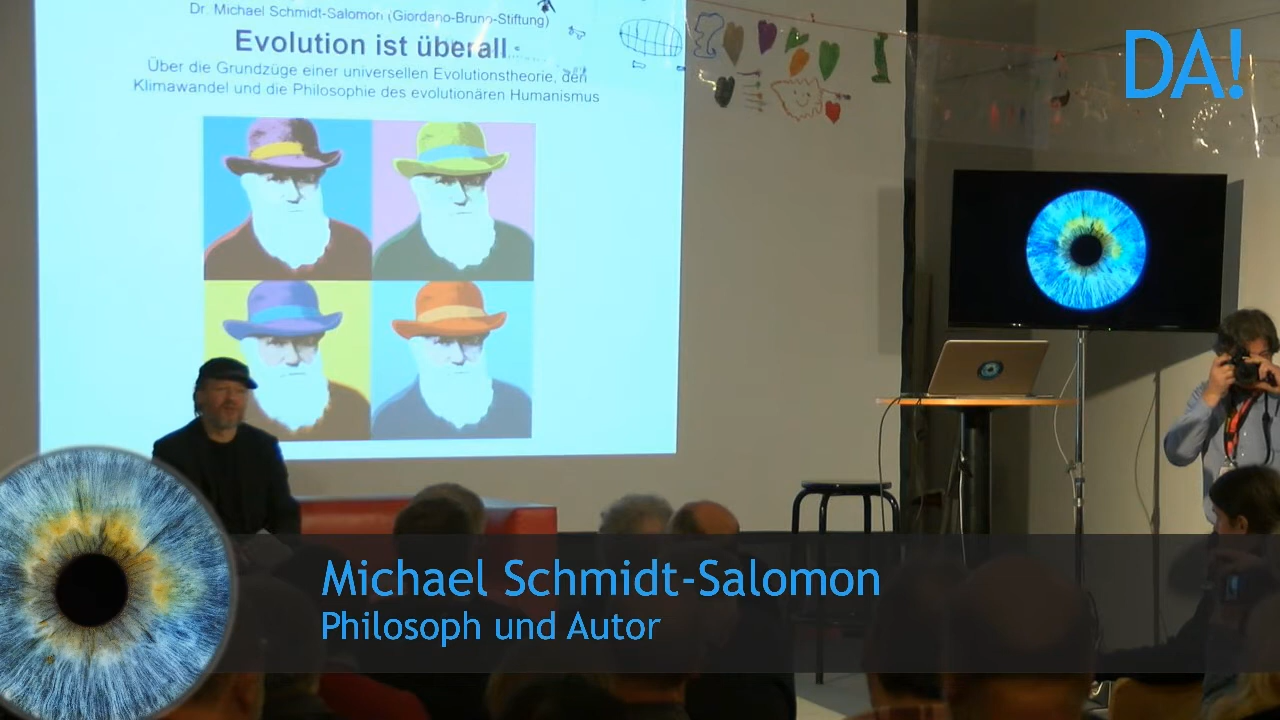 Dr. Michael Schmidt-Salomon (Giordano-Bruno-Stiftung)
Evolution ist überall
Über die Grundzüge einer universellen Evolutionstheorie, den
Klimawandel und die Philosophie des evolutionären Humanismus
DA!
Michael Schmidt-Salomon
Philosoph und Autor